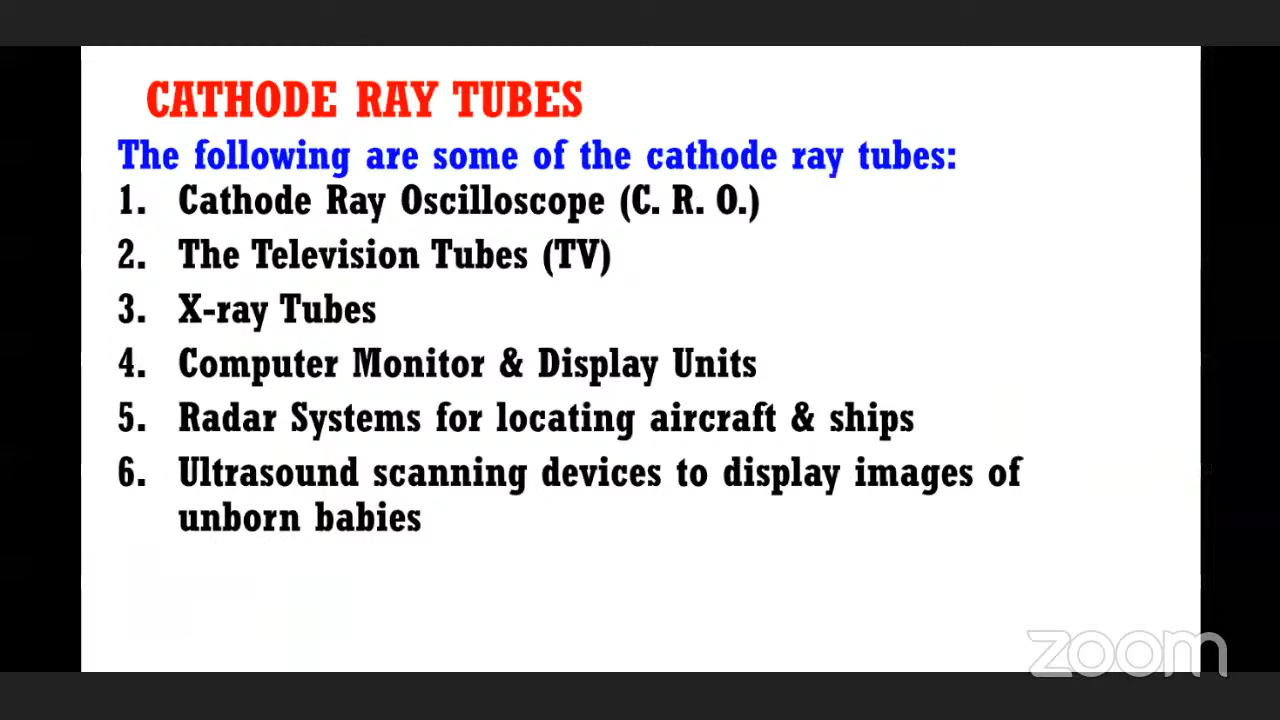 CATHODE RAY TUBES
The following are some of the cathode ray tubes:
1. Cathode Ray Oscilloscope (C. R. O.)
2. The Television Tubes (TV)
3. X-ray Tubes
4. Computer Monitor & Display Units
5. Radar Systems for locating aircraft & ships
6. Ultrasound scanning devices to display images of
unborn babies
zoom